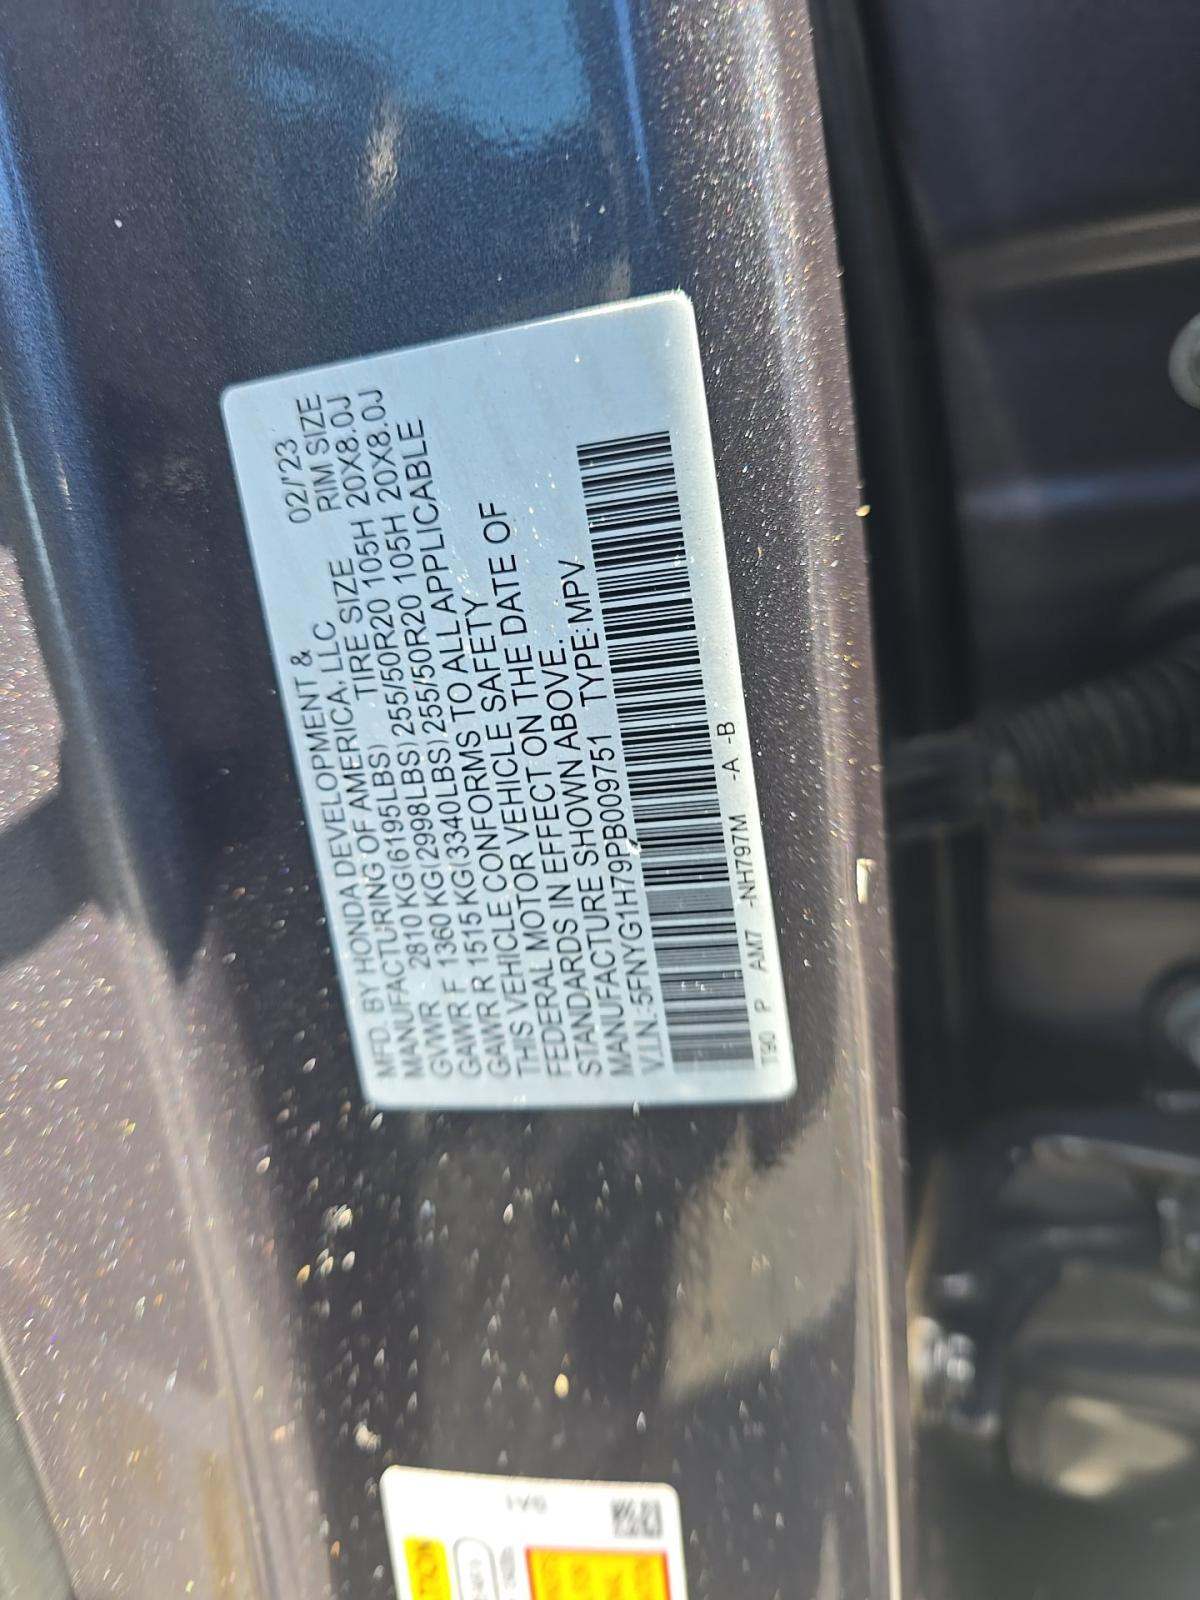 MFD. BY HONDA DEVELOPMENT & 02/'23
MANUFACTURING OF AMERICA, LLC RIM SIZE
GVWR 2810 KG(6195LBS) TIRE SIZE 20X8.0J
GAWR F 1360 KG(2998LBS) 255/50R20 105H 20X8.0J
GAWR R 1515 KG(3340LBS) 255/50R20 105H
THIS VEHICLE CONFORMS TO ALL APPLICABLE
FEDERAL MOTOR VEHICLE SAFETY
STANDARDS IN EFFECT ON THE DATE OF
MANUFACTURE SHOWN ABOVE.
V.I.N.:5FNYG1H79PB009751 TYPE:MPV
T90 P AM7 -NH797M -A -B